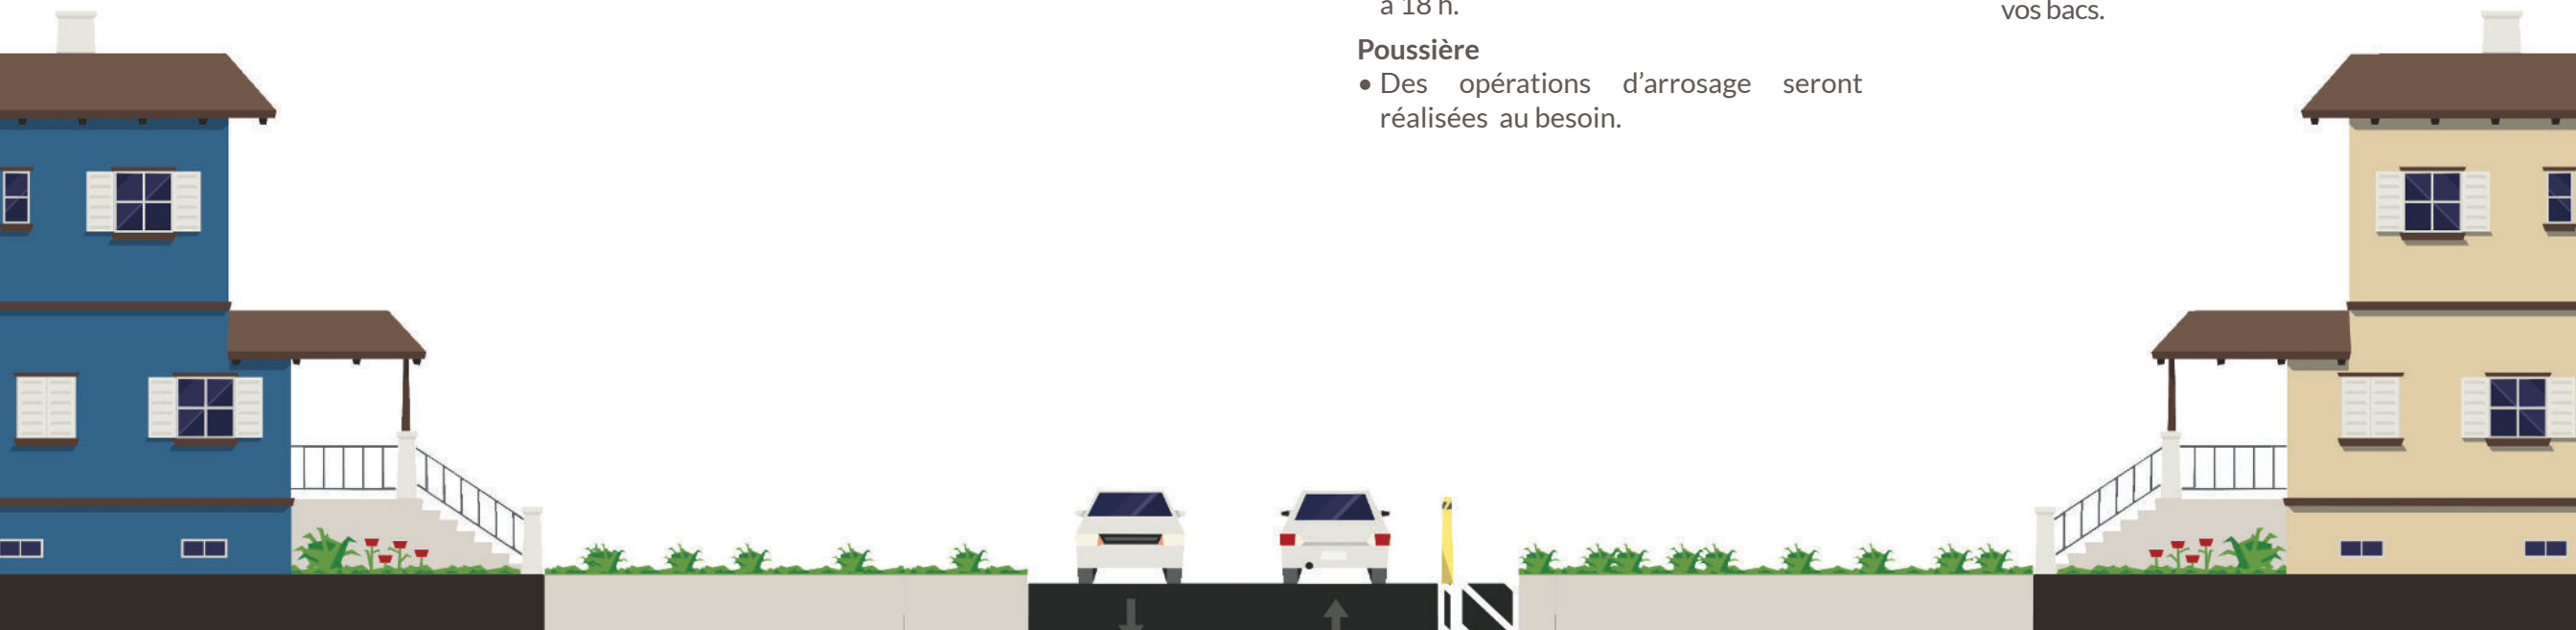 à 18 h.
Poussière
• Des opérations d'arrosage seront
réalisées au besoin.
vos bacs.